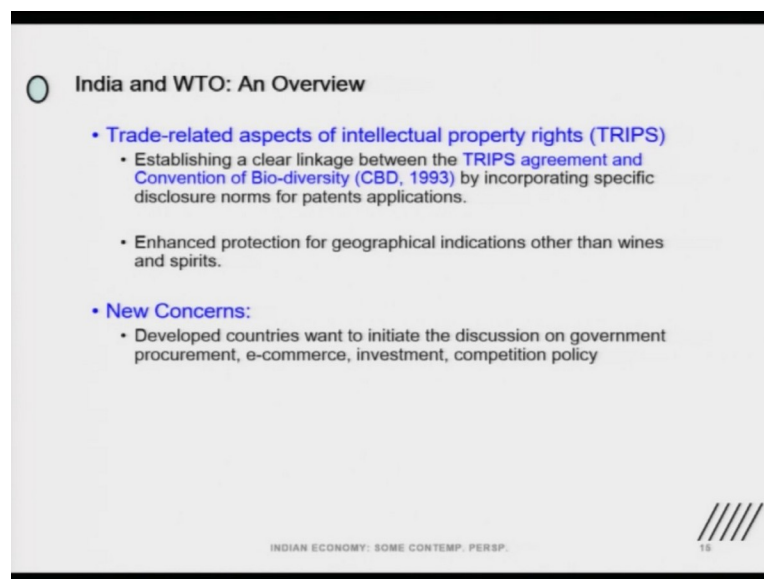 India and WTO: An Overview
• Trade-related aspects of intellectual property rights (TRIPS)
• Establishing a clear linkage between the TRIPS agreement and
Convention of Bio-diversity (CBD, 1993) by incorporating specific
disclosure norms for patents applications.
• Enhanced protection for geographical indications other than wines
and spirits.
• New Concerns:
• Developed countries want to initiate the discussion on government
procurement, e-commerce, investment, competition policy
INDIAN ECONOMY: SOME CONTEMP. PERSP.
16